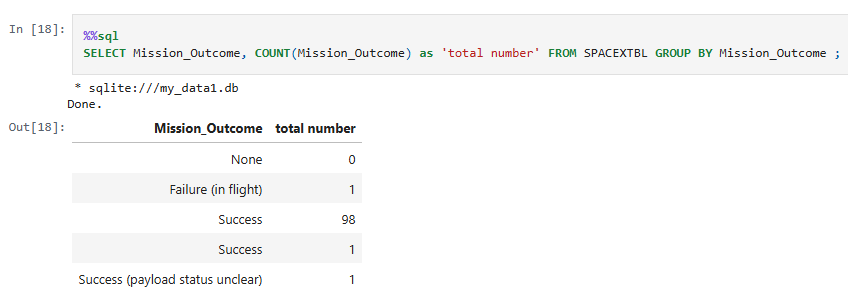 In [18]:
%%sql
SELECT Mission_Outcome, COUNT(Mission_Outcome) as 'total number' FROM SPACEXTBL GROUP BY Mission_Outcome ;
* sqlite:///my_data1.db
Done.
Out[18]:
Mission_Outcome total number
None 0
Failure (in flight) 1
Success 98
Success 1
Success (payload status unclear) 1